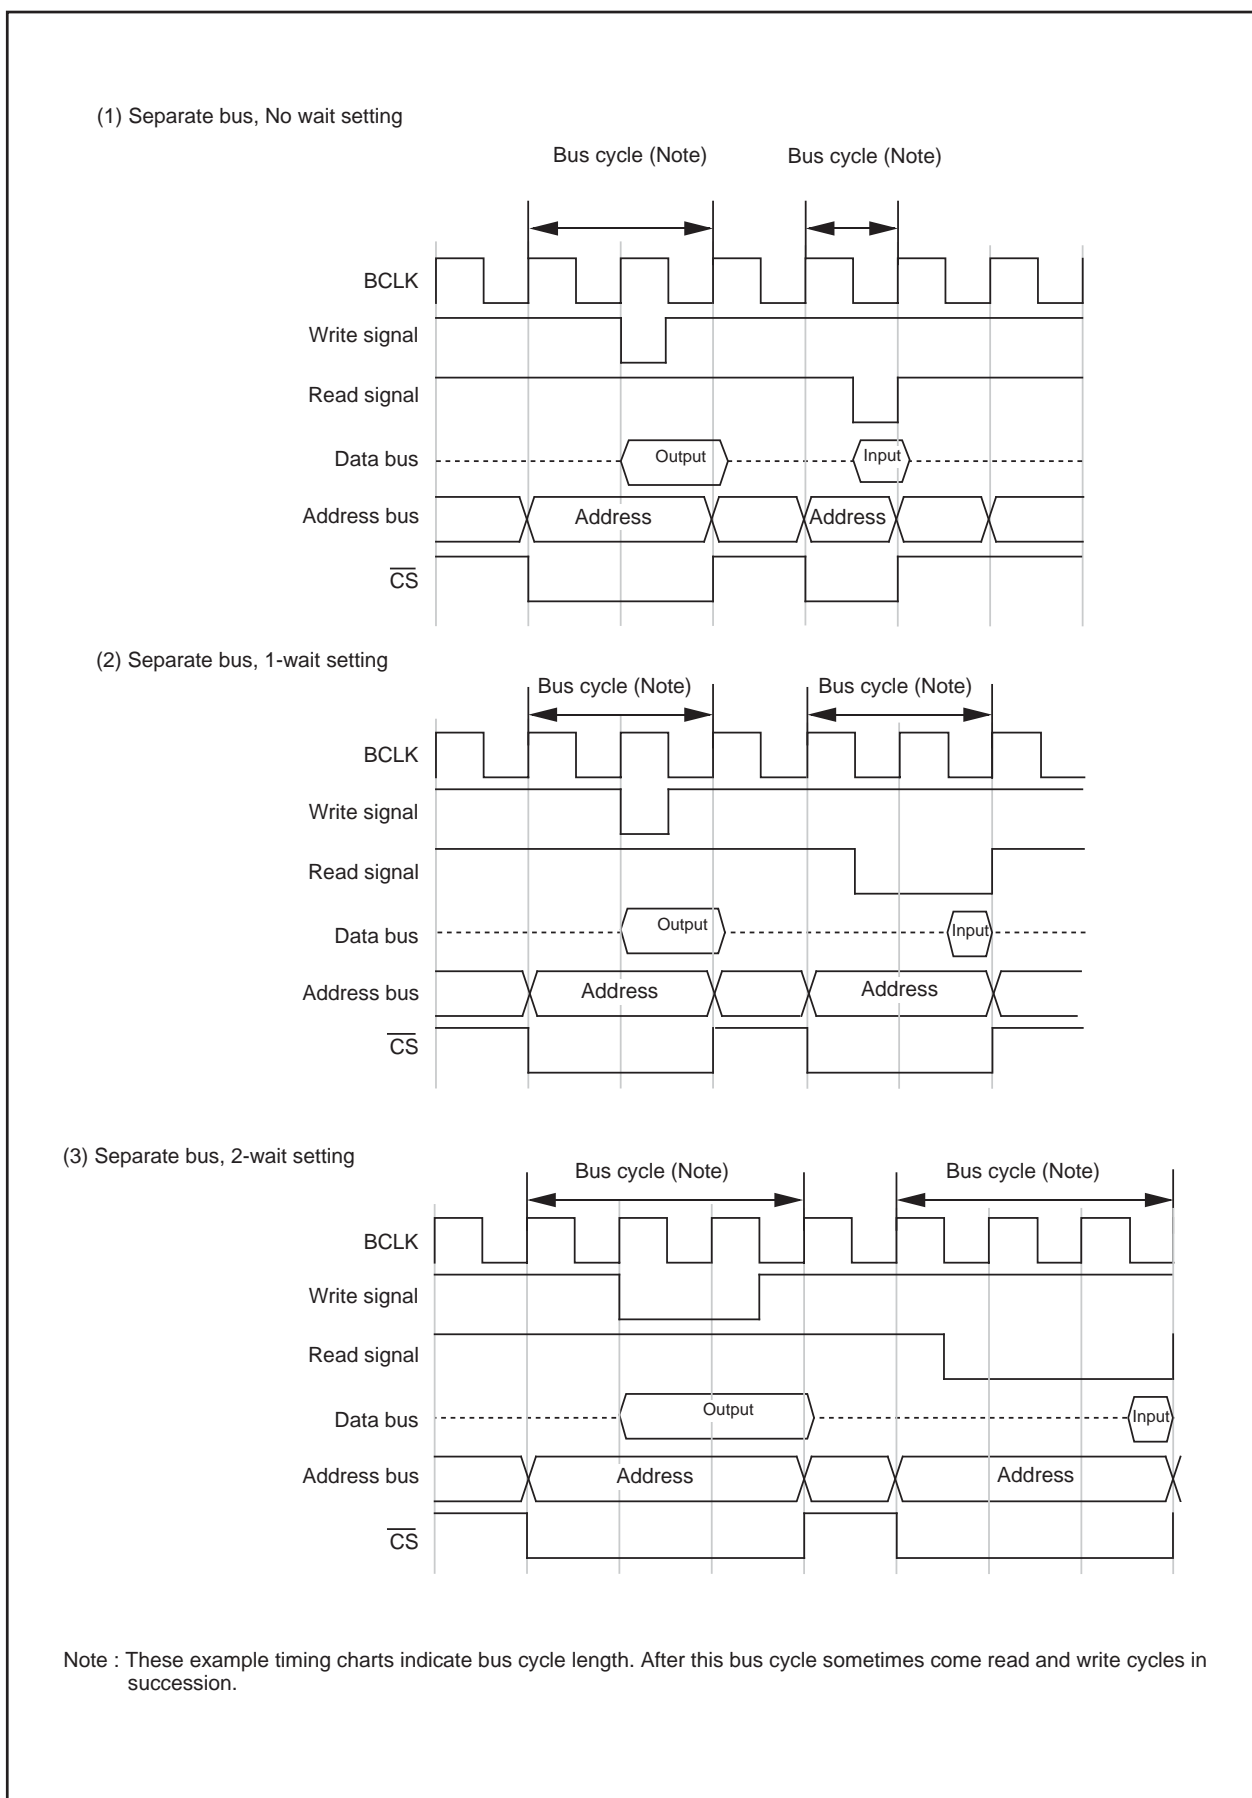 (1) Separate bus, No wait setting
Bus cycle (Note) Bus cycle (Note)
BCLK
Write signal
Read signal
Data bus Output Input
Address bus Address Address
CS
(2) Separate bus, 1-wait setting
Bus cycle (Note) Bus cycle (Note)
BCLK
Write signal
Read signal
Data bus Output Input
Address bus Address Address
CS
(3) Separate bus, 2-wait setting
Bus cycle (Note) Bus cycle (Note)
BCLK
Write signal
Read signal
Data bus Output Input
Address bus Address Address
CS
Note : These example timing charts indicate bus cycle length. After this bus cycle sometimes come read and write cycles in
succession.